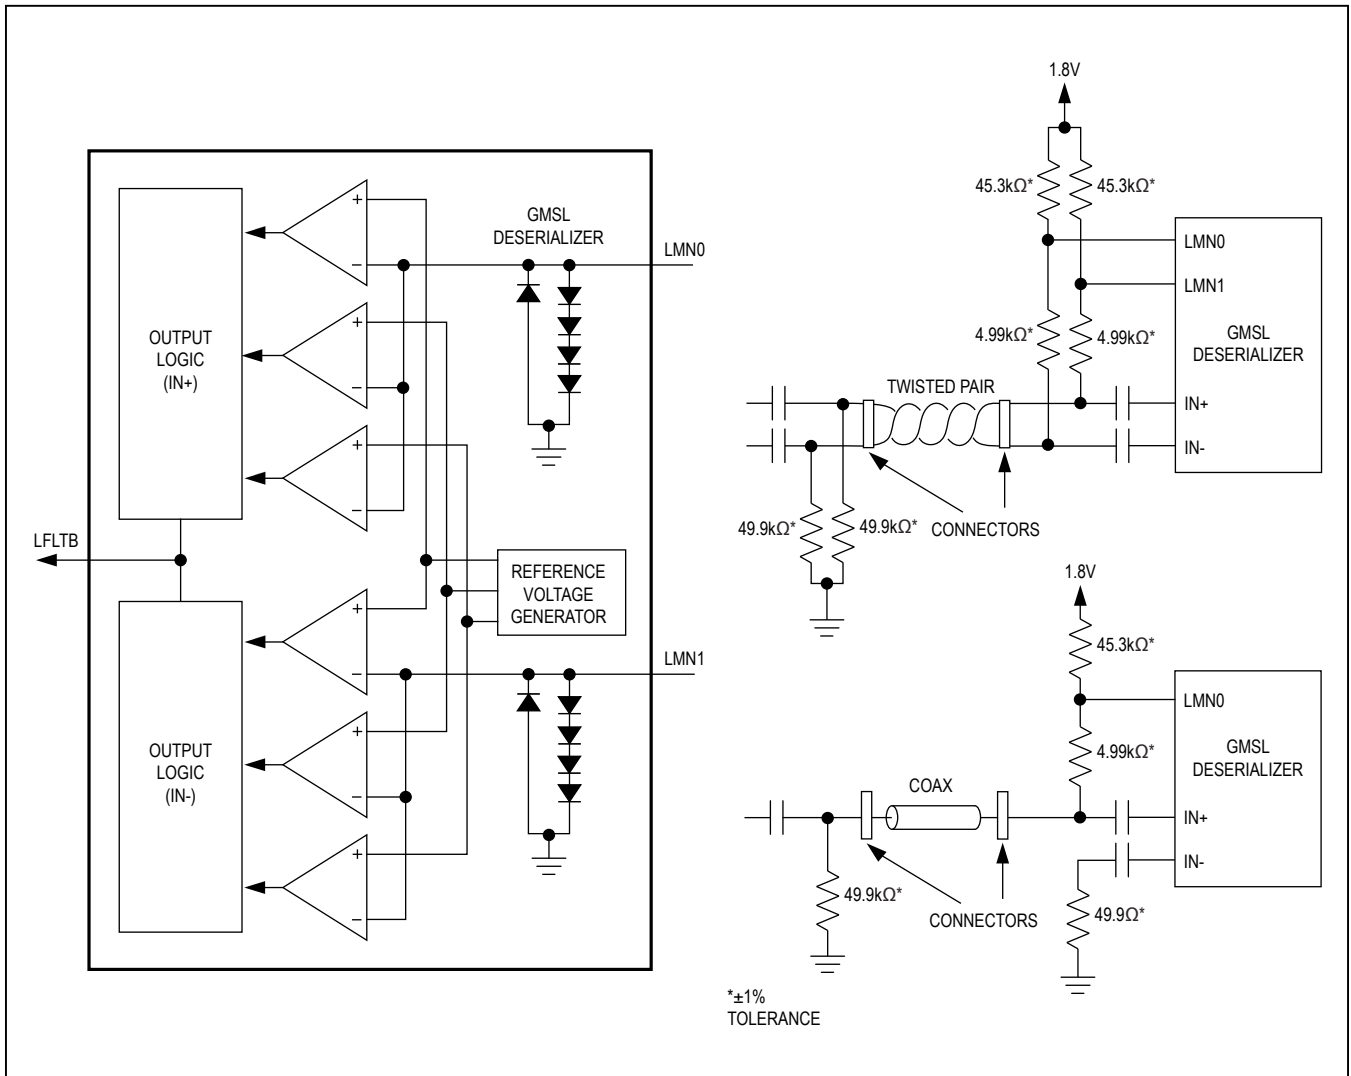 GMSL
DESERIALIZER
LMN0
+
−
OUTPUT
LOGIC
(IN+)
+
−
+
−
LFLTB
REFERENCE
VOLTAGE
GENERATOR
+
−
LMN1
OUTPUT
LOGIC
(IN-)
+
−
+
−
1.8V
45.3kΩ*
45.3kΩ*
LMN0
LMN1
4.99kΩ*
4.99kΩ*
GMSL
DESERIALIZER
TWISTED PAIR
IN+
IN-
49.9kΩ*
49.9kΩ*
CONNECTORS
1.8V
45.3kΩ*
LMN0
4.99kΩ*
GMSL
DESERIALIZER
COAX
IN+
IN-
49.9kΩ*
CONNECTORS
49.9Ω*
*±1%
TOLERANCE